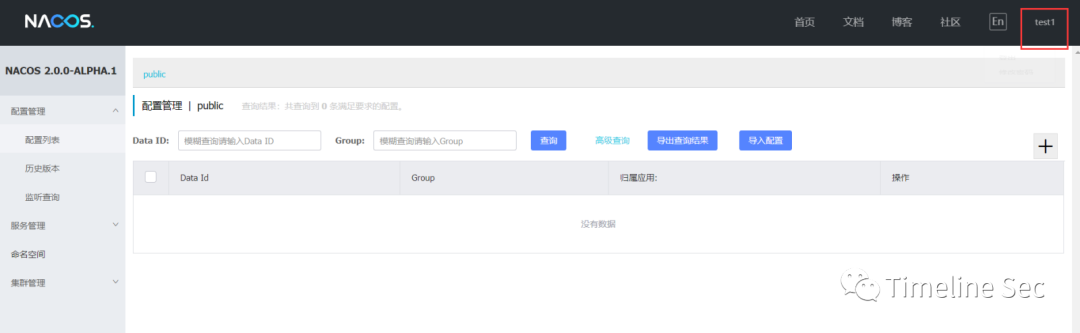 NACOS.
首页 文档 博客 社区 En test1
NACOS 2.0.0-ALPHA.1
配置管理
配置列表
历史版本
监听查询
服务管理
命名空间
集群管理
public
配置管理 | public 查询结果：共查询到 0 条满足要求的配置。
Data ID: 模糊查询请输入Data ID Group: 模糊查询请输入Group 查询 高级查询 导出查询结果 导入配置
Data Id Group 归属应用: 操作
没有数据
Timeline Sec